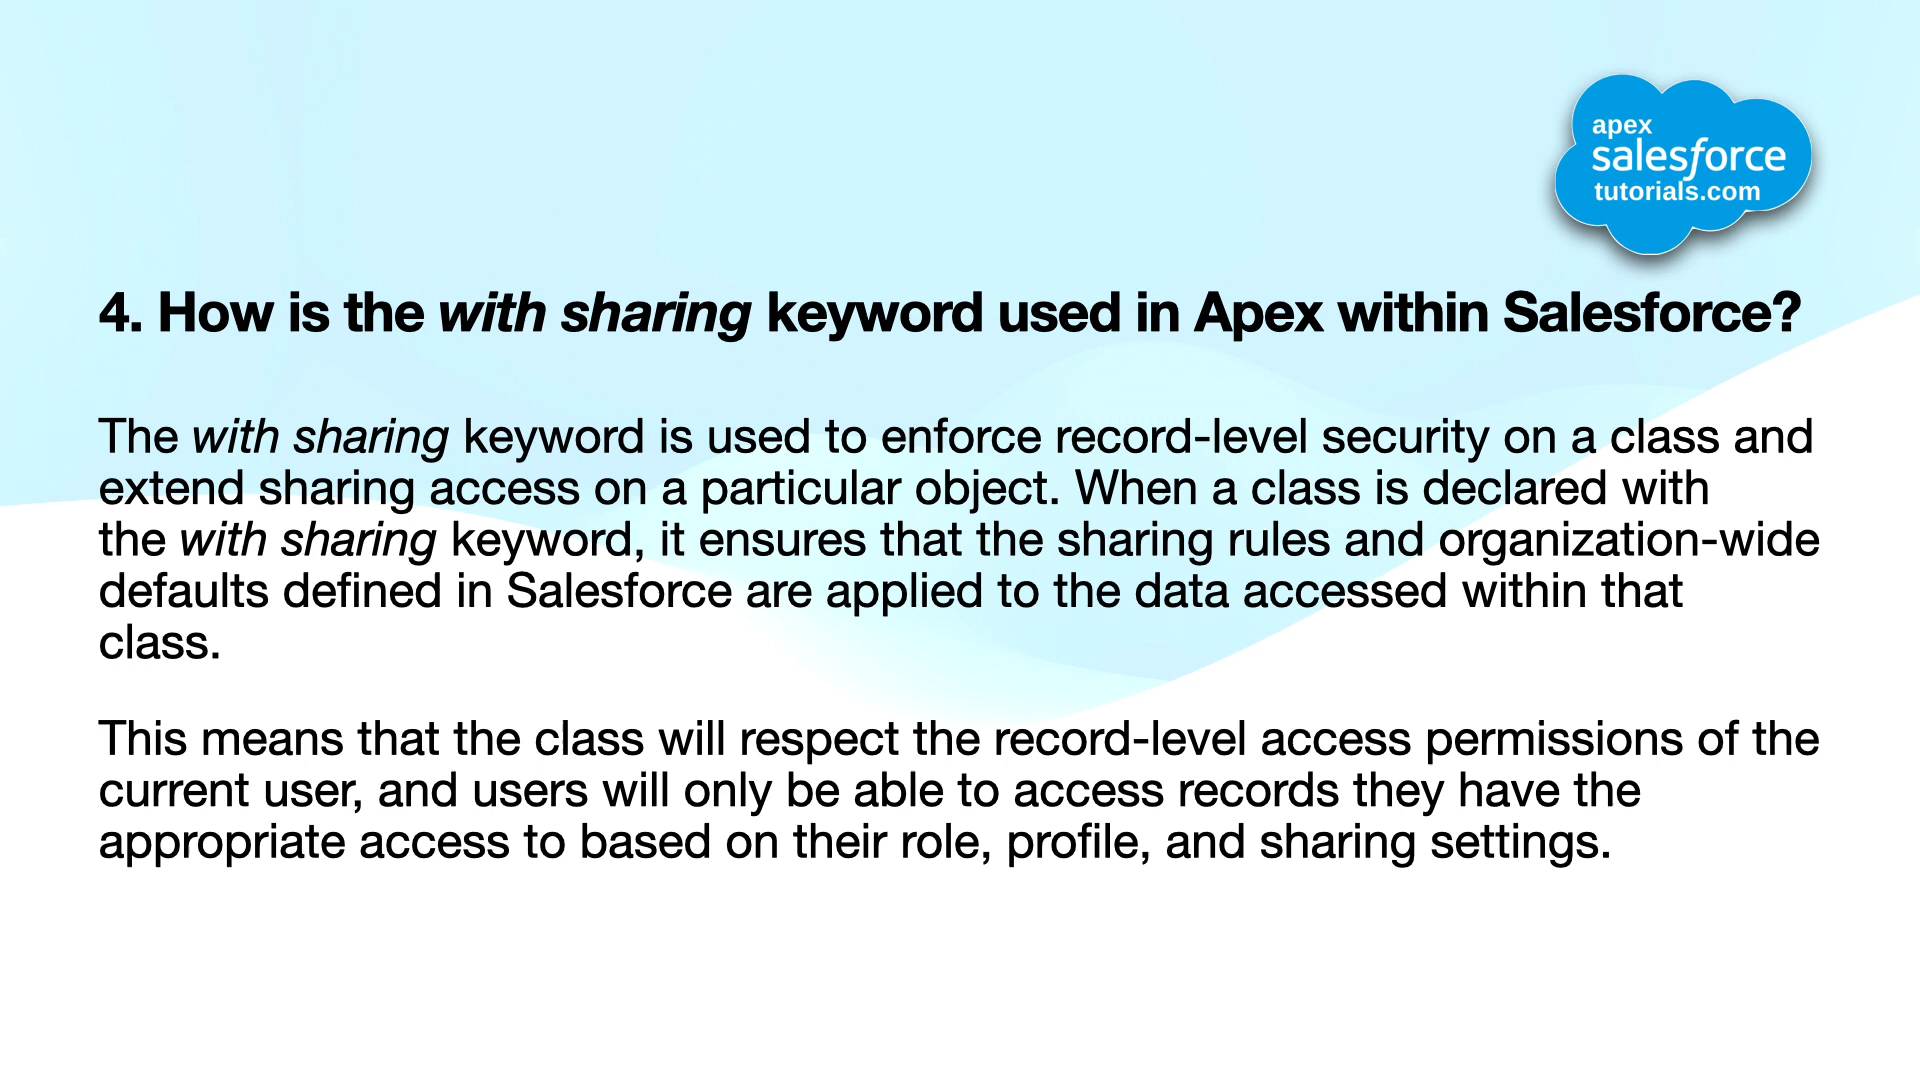 apex
salesforce
tutorials.com
4. How is the with sharing keyword used in Apex within Salesforce?
The with sharing keyword is used to enforce record-level security on a class and
extend sharing access on a particular object. When a class is declared with
the with sharing keyword, it ensures that the sharing rules and organization-wide
defaults defined in Salesforce are applied to the data accessed within that
class.
This means that the class will respect the record-level access permissions of the
current user, and users will only be able to access records they have the
appropriate access to based on their role, profile, and sharing settings.